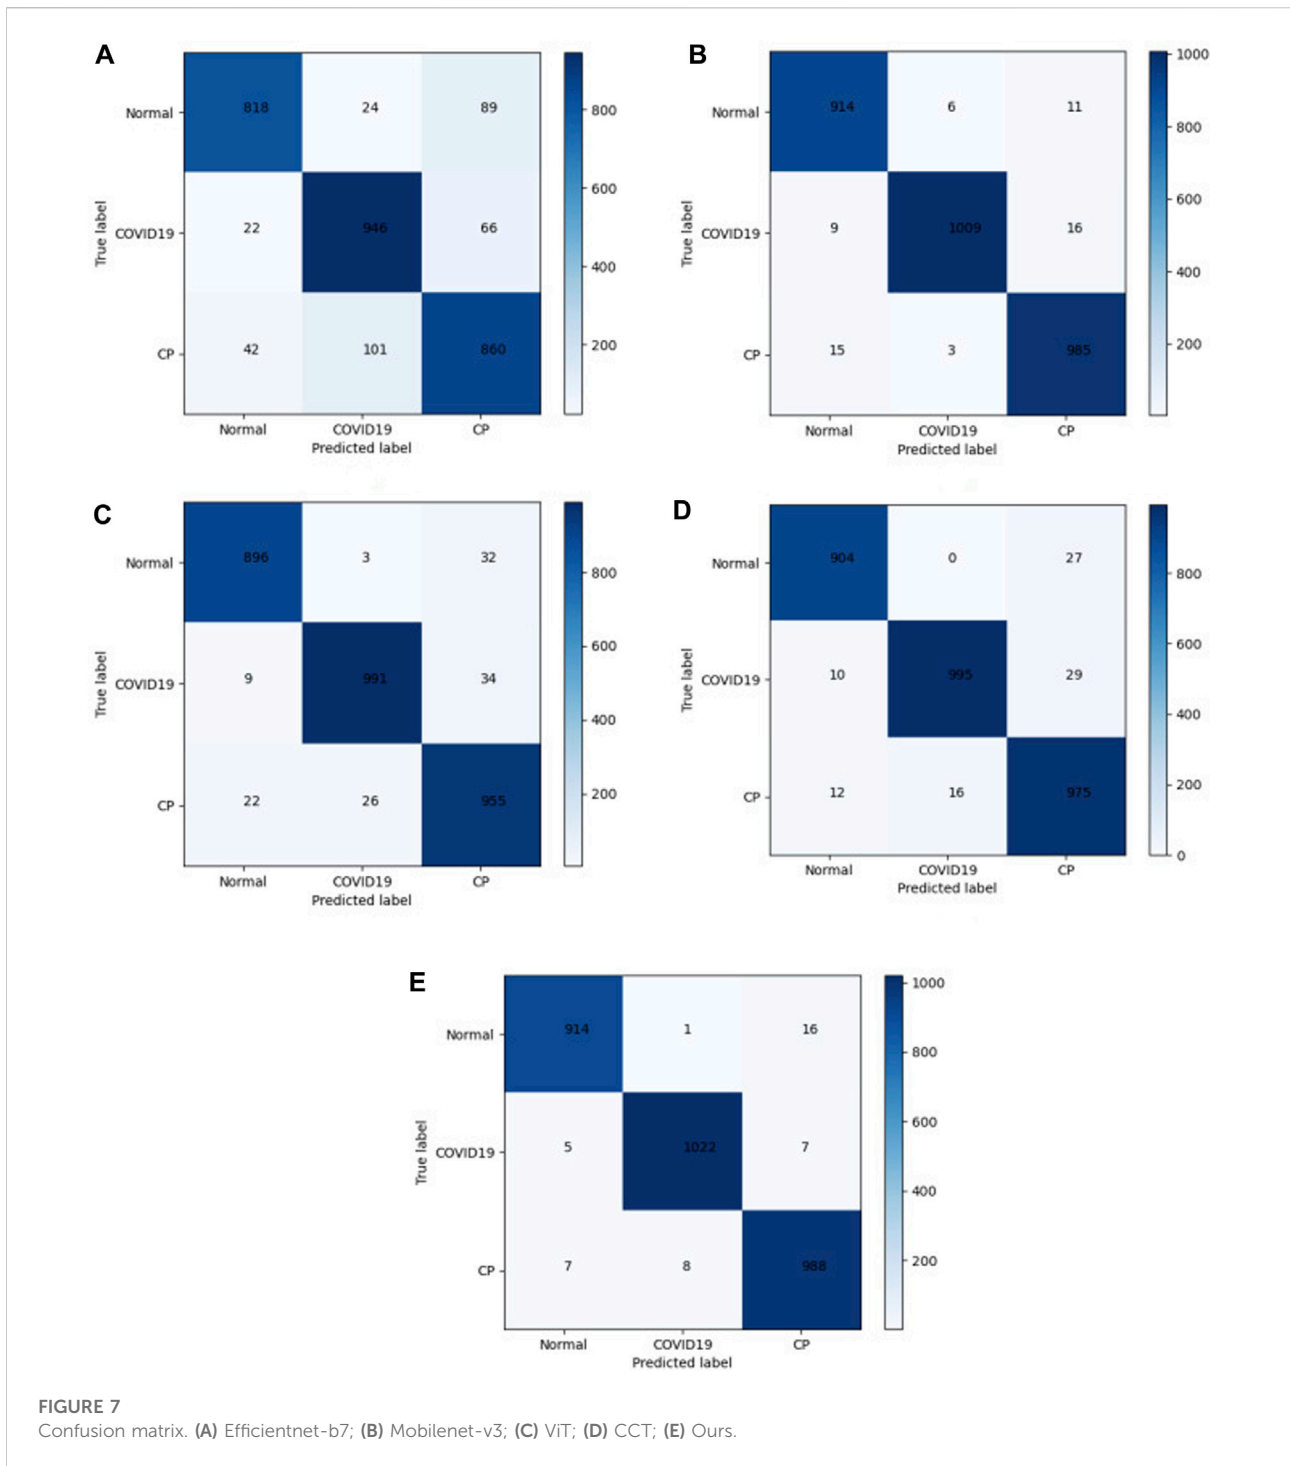 A
B
Normal
818
24
89
COVID19
22
946
66
CP
42
101
860
True label
Normal
COVID19
CP
Predicted label
800
600
400
200
Normal
914
6
11
COVID19
9
1009
16
CP
15
3
985
True label
Normal
COVID19
CP
Predicted label
1000
800
600
400
200
C
D
Normal
896
3
32
COVID19
9
991
34
CP
22
26
955
True label
Normal
COVID19
CP
Predicted label
800
600
400
200
Normal
904
0
27
COVID19
10
995
29
CP
12
16
975
True label
Normal
COVID19
CP
Predicted label
800
600
400
200
0
E
Normal
914
1
16
COVID19
5
1022
7
CP
7
8
988
True label
Normal
COVID19
CP
Predicted label
1000
800
600
400
200
FIGURE 7
Confusion matrix. (A) Efficientnet-b7; (B) Mobilenet-v3; (C) ViT; (D) CCT; (E) Ours.